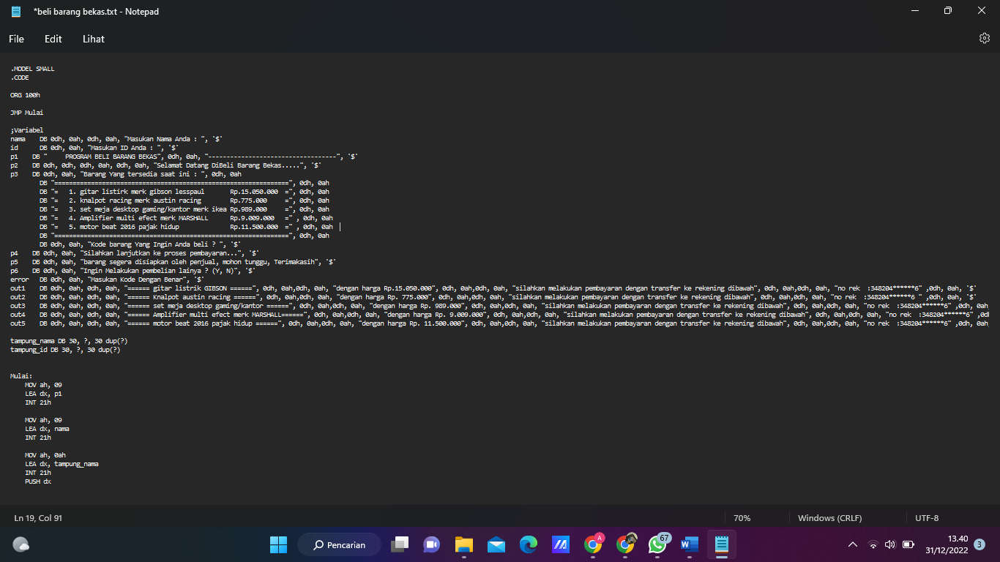 *beli barang bekas.txt - Notepad
File Edit Lihat
.MODEL SMALL
.CODE
ORG 100h
JMP Mulai
;Variabel
nama DB 0dh, 0ah, 0dh, 0ah, "Masukan Nama Anda : ", '$'
id DB 0dh, 0ah, "Masukan ID Anda : ", '$'
p1 DB " PROGRAM BELI BARANG BEKAS", 0dh, 0ah, "-----------------------------------", '$'
p2 DB 0dh, 0dh, 0dh, 0ah, 0dh, 0ah, "Selamat Datang DiBeli Barang Bekas.....", '$'
p3 DB 0dh, 0ah, "Barang Yang tersedia saat ini : ", 0dh, 0ah
DB "================================================================", 0dh, 0ah
DB "= 1. gitar listirk merk gibson lesspaul Rp.15.050.000 =", 0dh, 0ah
DB "= 2. knalpot racing merk austin racing Rp.775.000 =", 0dh, 0ah
DB "= 3. set meja desktop gaming/kantor merk ikea Rp.989.000 =", 0dh, 0ah
DB "= 4. Amplifier multi efect merk MARSHALL Rp.9.009.000 =" , 0dh, 0ah
DB "= 5. motor beat 2016 pajak hidup Rp.11.500.000 =" , 0dh, 0ah
DB "================================================================", 0dh, 0ah
DB 0dh, 0ah, "Kode barang Yang Ingin Anda beli ? ", '$'
p4 DB 0dh, 0ah, "Silahkan lanjutkan ke proses pembayaran...", '$'
p5 DB 0dh, 0ah, "barang segera disiapkan oleh penjual, mohon tunggu, Terimakasih", '$'
p6 DB 0dh, 0ah, "Ingin Melakukan pembelian lainya ? (Y, N)", '$'
error DB 0dh, 0ah, "Masukan Kode Dengan Benar", '$'
out1 DB 0dh, 0ah, 0dh, 0ah, "====== gitar listrik GIBSON ======", 0dh, 0ah,0dh, 0ah, "dengan harga Rp.15.050.000", 0dh, 0ah,0dh, 0ah, "silahkan melakukan pembayaran dengan transfer ke rekening dibawah", 0dh, 0ah,0dh, 0ah, "no rek :348204******6" ,0dh, 0ah, '$'
out2 DB 0dh, 0ah, 0dh, 0ah, "====== Knalpot austin racing ======", 0dh, 0ah,0dh, 0ah, "dengan harga Rp. 775.000", 0dh, 0ah,0dh, 0ah, "silahkan melakukan pembayaran dengan transfer ke rekening dibawah", 0dh, 0ah,0dh, 0ah, "no rek :348204******6 " ,0dh, 0ah, '$'
out3 DB 0dh, 0ah, 0dh, 0ah, "====== set meja desktop gaming/kantor ======", 0dh, 0ah,0dh, 0ah, "dengan harga Rp. 989.000", 0dh, 0ah,0dh, 0ah, "silahkan melakukan pembayaran dengan transfer ke rekening dibawah", 0dh, 0ah,0dh, 0ah, "no rek :348204******6" ,0dh, 0ah,
out4 DB 0dh, 0ah, 0dh, 0ah, "====== Amplifier multi efect merk MARSHALL======", 0dh, 0ah,0dh, 0ah, "dengan harga Rp. 9.009.000", 0dh, 0ah,0dh, 0ah, "silahkan melakukan pembayaran dengan transfer ke rekening dibawah", 0dh, 0ah,0dh, 0ah, "no rek :348204******6" ,0d
out5 DB 0dh, 0ah, 0dh, 0ah, "====== motor beat 2016 pajak hidup ======", 0dh, 0ah,0dh, 0ah, "dengan harga Rp. 11.500.000", 0dh, 0ah,0dh, 0ah, "silahkan melakukan pembayaran dengan transfer ke rekening dibawah", 0dh, 0ah,0dh, 0ah, "no rek :348204******6" ,0dh, 0ah,
tampung_nama DB 30, ?, 30 dup(?)
tampung_id DB 30, ?, 30 dup(?)
Mulai:
MOV ah, 09
LEA dx, p1
INT 21h
MOV ah, 09
LEA dx, nama
INT 21h
MOV ah, 0ah
LEA dx, tampung_nama
INT 21h
PUSH dx
Ln 19, Col 91 70% Windows (CRLF) UTF-8
Pencarian
A
67
13.40
31/12/2022
3